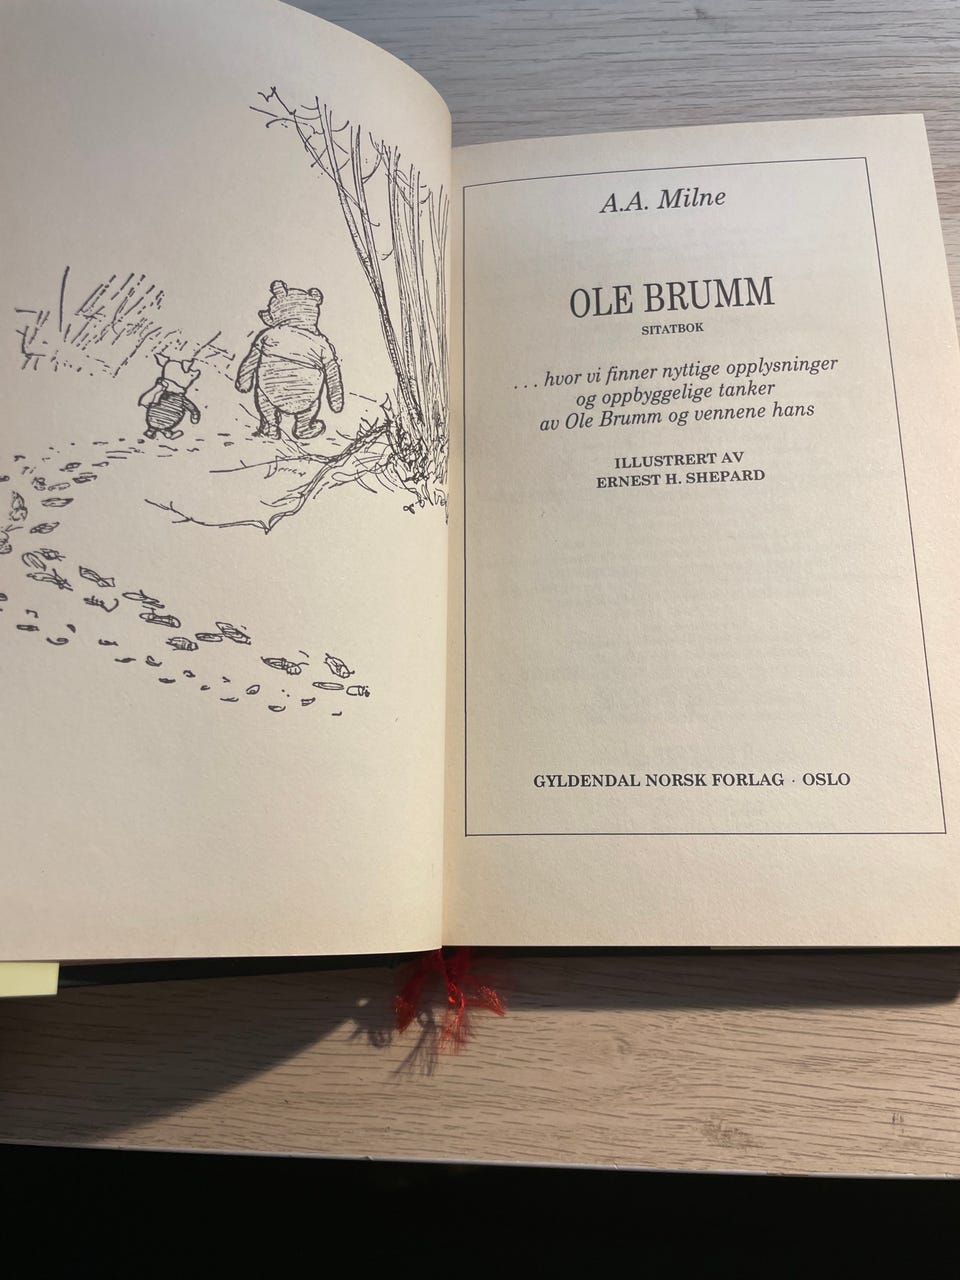 A.A. Milne
OLE BRUMM
SITATBOK
. . . hvor vi finner nyttige opplysninger
og oppbyggelige tanker
av Ole Brumm og vennene hans
ILLUSTRERT AV
ERNEST H. SHEPARD
GYLDENDAL NORSK FORLAG · OSLO